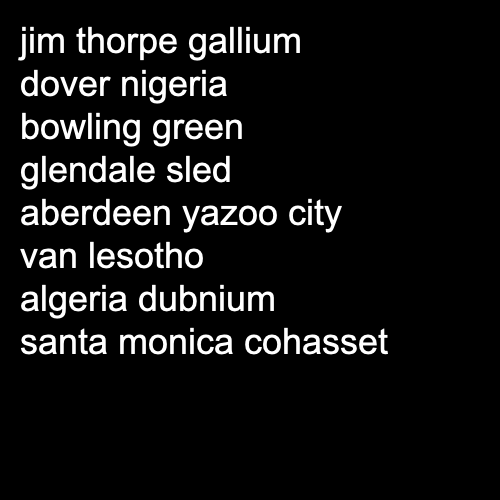 jim thorpe gallium
dover nigeria
bowling green
glendale sled
aberdeen yazoo city
van lesotho
algeria dubnium
santa monica cohasset